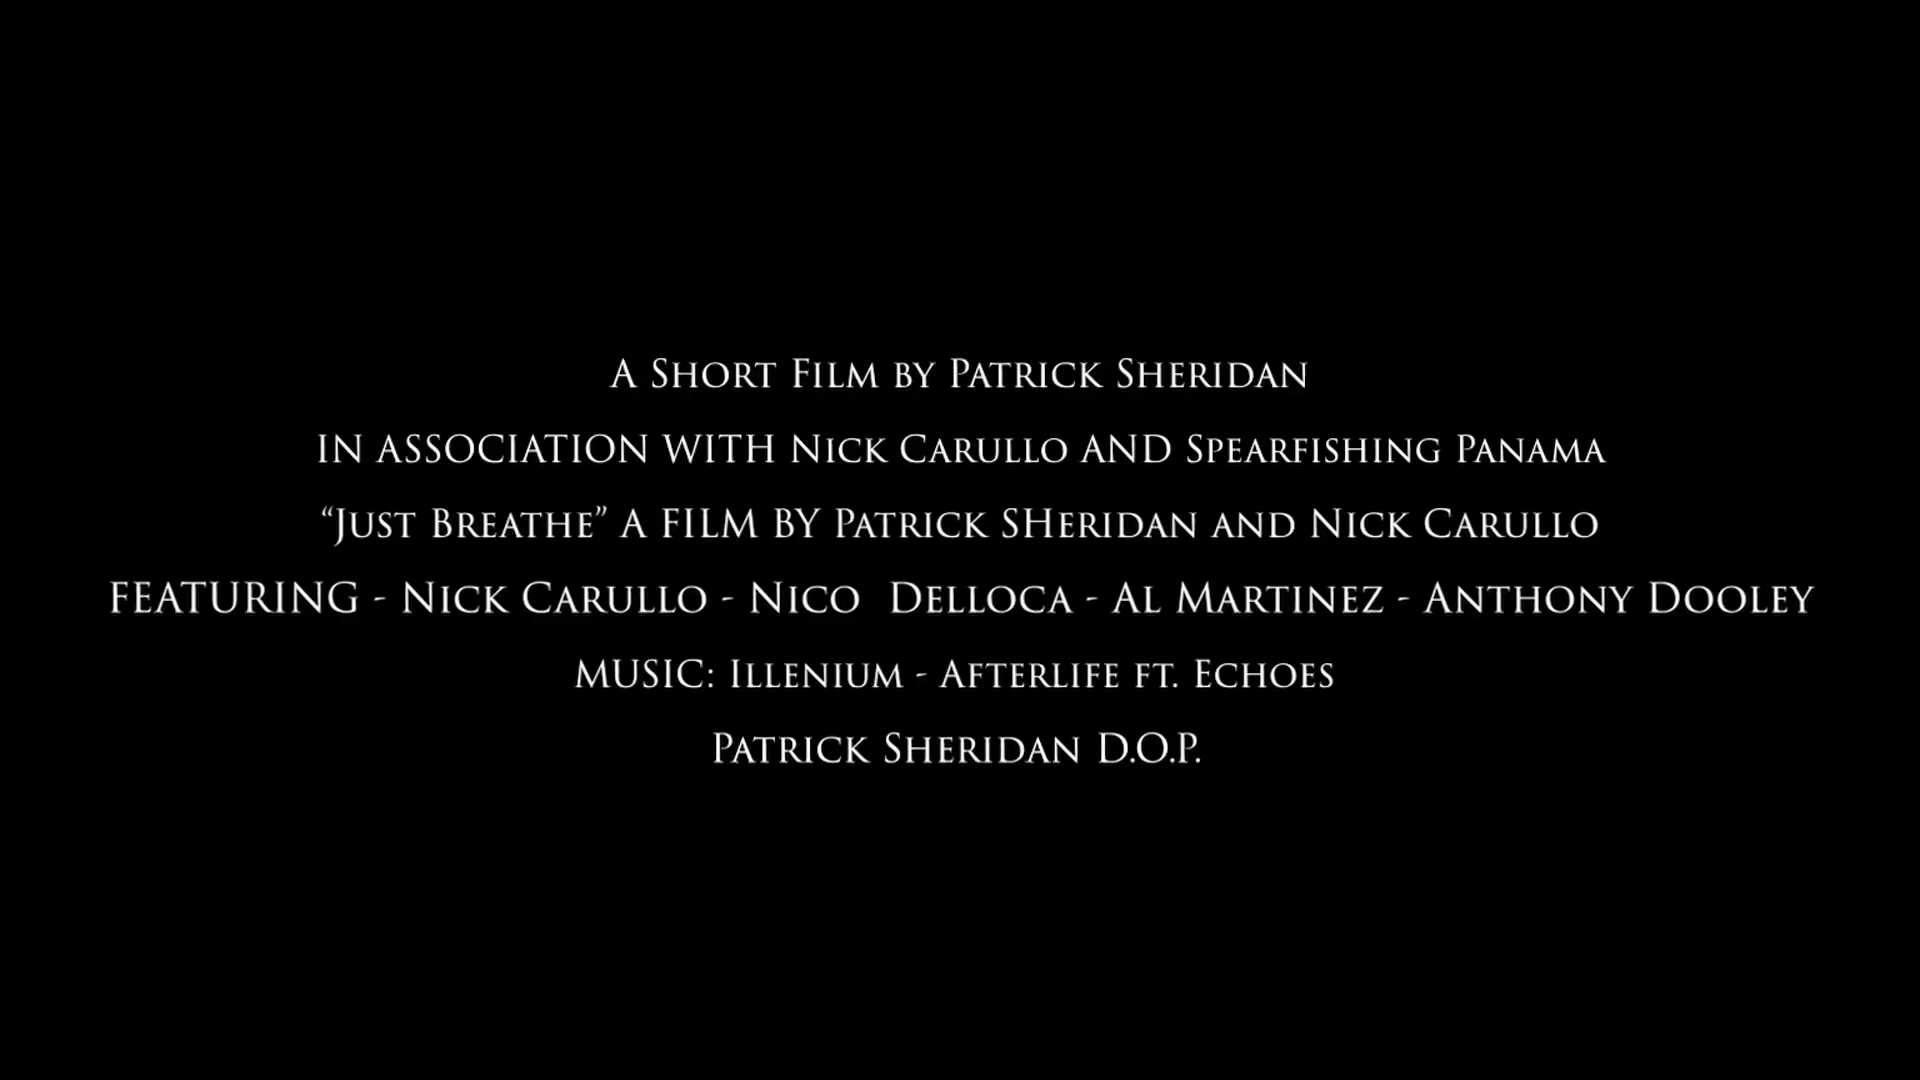 A Short Film by Patrick Sheridan
IN ASSOCIATION WITH Nick Carullo AND Spearfishing Panama
“Just Breathe” A FILM BY Patrick SHeridan and Nick Carullo
FEATURING - Nick Carullo - Nico Delloca - Al Martinez - Anthony Dooley
MUSIC: Illenium - Afterlife ft. Echoes
Patrick Sheridan D.O.P.